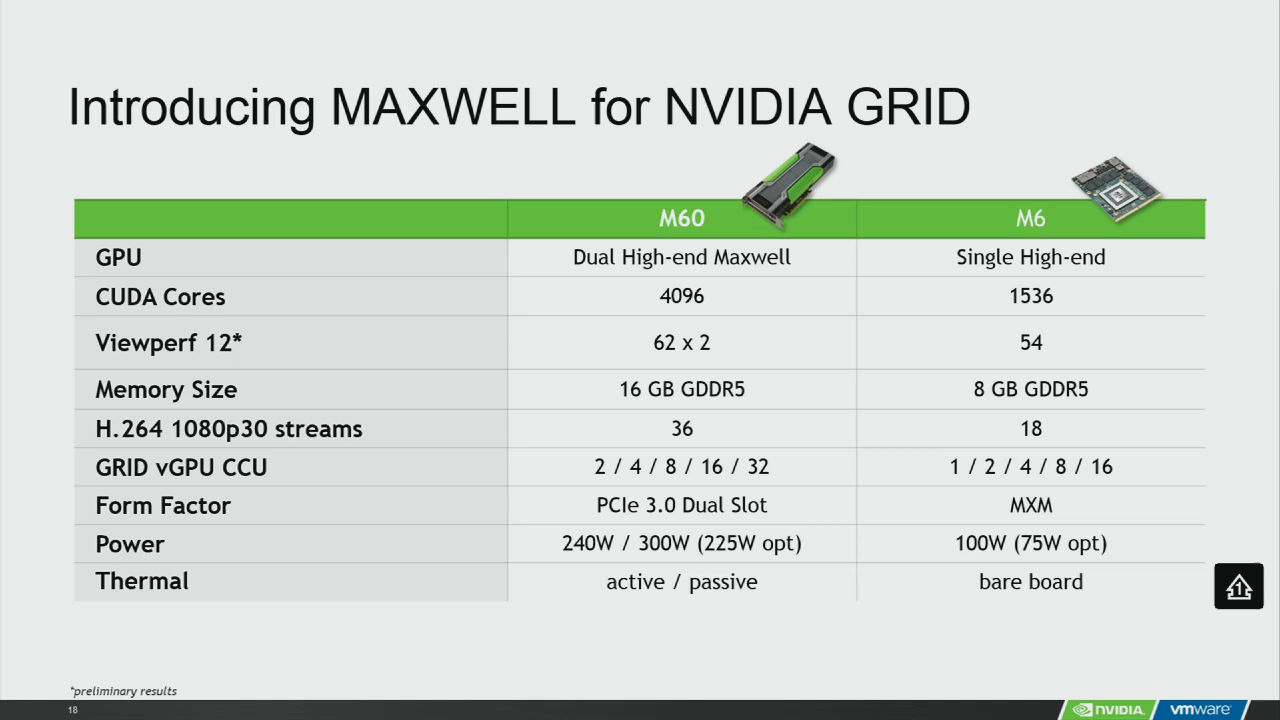 Introducing MAXWELL for NVIDIA GRID
M60 M6
GPU Dual High-end Maxwell Single High-end
CUDA Cores 4096 1536
Viewperf 12* 62 x 2 54
Memory Size 16 GB GDDR5 8 GB GDDR5
H.264 1080p30 streams 36 18
GRID vGPU CCU 2 / 4 / 8 / 16 / 32 1 / 2 / 4 / 8 / 16
Form Factor PCIe 3.0 Dual Slot MXM
Power 240W / 300W (225W opt) 100W (75W opt)
Thermal active / passive bare board
1
*preliminary results
18 NVIDIA. vmware